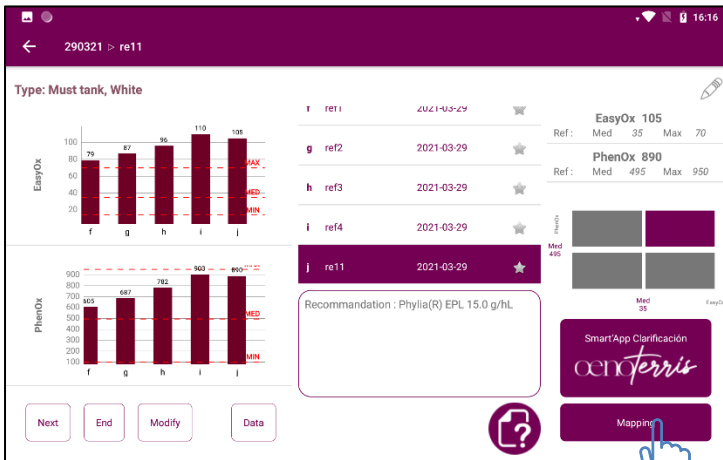 16:16
290321 > re11
Type: Must tank, White
EasyOx
100
80
60
40
20
79
87
96
110
105
MAX
MED
MIN
f
g
h
i
j
PhenOx
900
800
700
600
500
400
300
200
100
605
687
782
903
890
MED
MIN
f
g
h
i
j
Next
End
Modify
Data
f ref1 2021-03-29
g ref2 2021-03-29
h ref3 2021-03-29
i ref4 2021-03-29
j re11 2021-03-29
Recommandation : Phylia(R) EPL 15.0 g/hL
EasyOx 105
Ref : Med 35 Max 70
PhenOx 890
Ref : Med 495 Max 950
PhenOx
Med
495
Med
35
Smart'App Clarificación
oenoterris
Mapping